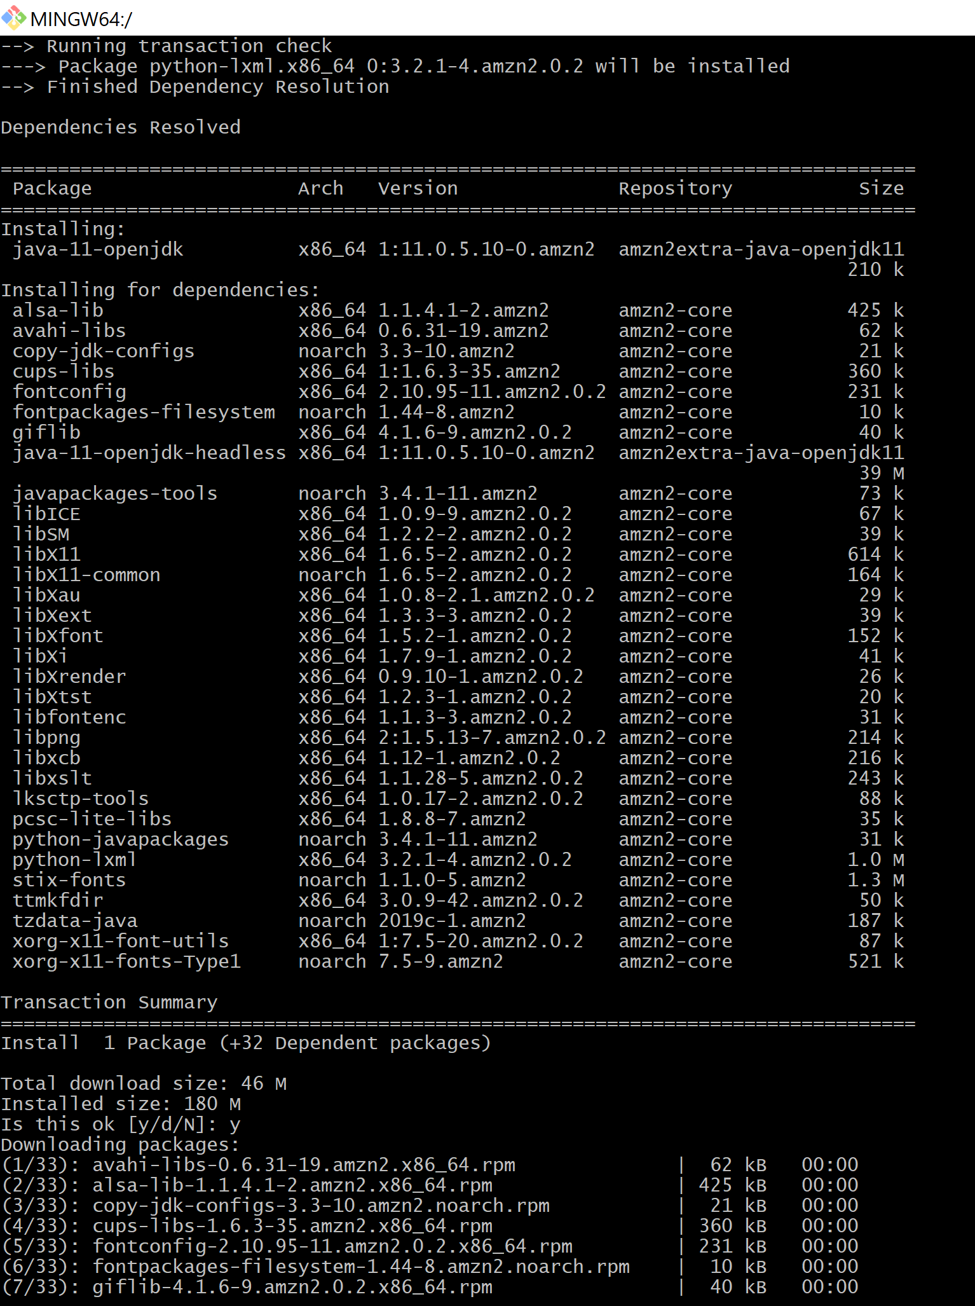 MINGW64:/
--> Running transaction check
---> Package python-lxml.x86_64 0:3.2.1-4.amzn2.0.2 will be installed
--> Finished Dependency Resolution
Dependencies Resolved
================================================================================
Package Arch Version Repository Size
================================================================================
Installing:
java-11-openjdk x86_64 1:11.0.5.10-0.amzn2 amzn2extra-java-openjdk11
210 k
Installing for dependencies:
alsa-lib x86_64 1.1.4.1-2.amzn2 amzn2-core 425 k
avahi-libs x86_64 0.6.31-19.amzn2 amzn2-core 62 k
copy-jdk-configs noarch 3.3-10.amzn2 amzn2-core 21 k
cups-libs x86_64 1:1.6.3-35.amzn2 amzn2-core 360 k
fontconfig x86_64 2.10.95-11.amzn2.0.2 amzn2-core 231 k
fontpackages-filesystem noarch 1.44-8.amzn2 amzn2-core 10 k
giflib x86_64 4.1.6-9.amzn2.0.2 amzn2-core 40 k
java-11-openjdk-headless x86_64 1:11.0.5.10-0.amzn2 amzn2extra-java-openjdk11
39 M
javapackages-tools noarch 3.4.1-11.amzn2 amzn2-core 73 k
libICE x86_64 1.0.9-9.amzn2.0.2 amzn2-core 67 k
libSM x86_64 1.2.2-2.amzn2.0.2 amzn2-core 39 k
libX11 x86_64 1.6.5-2.amzn2.0.2 amzn2-core 614 k
libX11-common noarch 1.6.5-2.amzn2.0.2 amzn2-core 164 k
libXau x86_64 1.0.8-2.1.amzn2.0.2 amzn2-core 29 k
libXext x86_64 1.3.3-3.amzn2.0.2 amzn2-core 39 k
libXfont x86_64 1.5.2-1.amzn2.0.2 amzn2-core 152 k
libXi x86_64 1.7.9-1.amzn2.0.2 amzn2-core 41 k
libXrender x86_64 0.9.10-1.amzn2.0.2 amzn2-core 26 k
libXtst x86_64 1.2.3-1.amzn2.0.2 amzn2-core 20 k
libfontenc x86_64 1.1.3-3.amzn2.0.2 amzn2-core 31 k
libpng x86_64 2:1.5.13-7.amzn2.0.2 amzn2-core 214 k
libxcb x86_64 1.12-1.amzn2.0.2 amzn2-core 216 k
libxslt x86_64 1.1.28-5.amzn2.0.2 amzn2-core 243 k
lksctp-tools x86_64 1.0.17-2.amzn2.0.2 amzn2-core 88 k
pcsc-lite-libs x86_64 1.8.8-7.amzn2 amzn2-core 35 k
python-javapackages noarch 3.4.1-11.amzn2 amzn2-core 31 k
python-lxml x86_64 3.2.1-4.amzn2.0.2 amzn2-core 1.0 M
stix-fonts noarch 1.1.0-5.amzn2 amzn2-core 1.3 M
ttmkfdir x86_64 3.0.9-42.amzn2.0.2 amzn2-core 50 k
tzdata-java noarch 2019c-1.amzn2 amzn2-core 187 k
xorg-x11-font-utils x86_64 1:7.5-20.amzn2.0.2 amzn2-core 87 k
xorg-x11-fonts-Type1 noarch 7.5-9.amzn2 amzn2-core 521 k
Transaction Summary
================================================================================
Install 1 Package (+32 Dependent packages)
Total download size: 46 M
Installed size: 180 M
Is this ok [y/d/N]: y
Downloading packages:
(1/33): avahi-libs-0.6.31-19.amzn2.x86_64.rpm | 62 kB 00:00
(2/33): alsa-lib-1.1.4.1-2.amzn2.x86_64.rpm | 425 kB 00:00
(3/33): copy-jdk-configs-3.3-10.amzn2.noarch.rpm | 21 kB 00:00
(4/33): cups-libs-1.6.3-35.amzn2.x86_64.rpm | 360 kB 00:00
(5/33): fontconfig-2.10.95-11.amzn2.0.2.x86_64.rpm | 231 kB 00:00
(6/33): fontpackages-filesystem-1.44-8.amzn2.noarch.rpm | 10 kB 00:00
(7/33): giflib-4.1.6-9.amzn2.0.2.x86_64.rpm | 40 kB 00:00